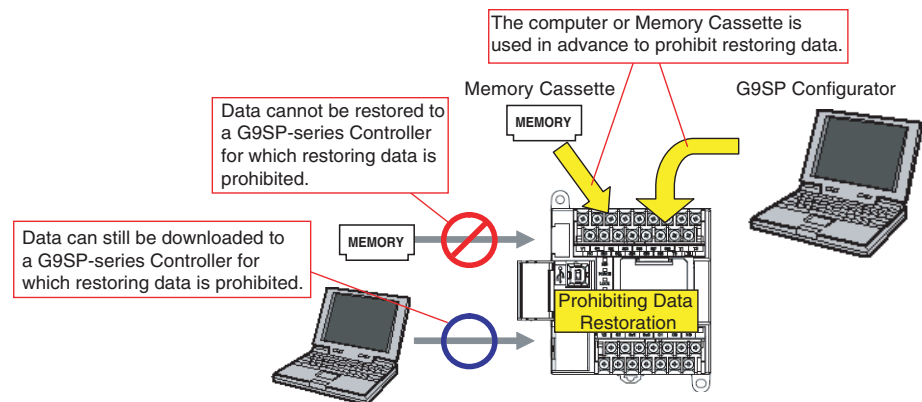 The computer or Memory Cassette is
used in advance to prohibit restoring data.
Memory Cassette
G9SP Configurator
MEMORY
Data cannot be restored to
a G9SP-series Controller
for which restoring data is
prohibited.
MEMORY
Data can still be downloaded to
a G9SP-series Controller for
which restoring data is prohibited.
Prohibiting Data
Restoration